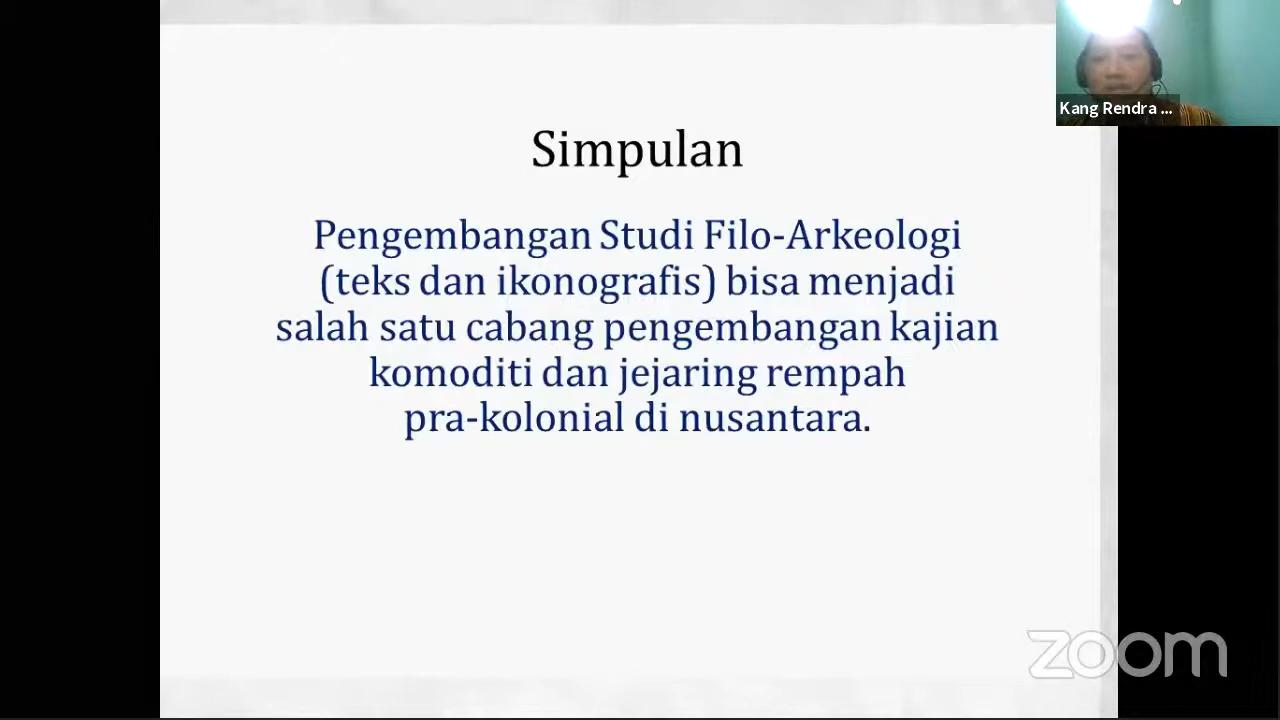 Kang Rendra ...
Simpulan
Pengembangan Studi Filo-Arkeologi
(teks dan ikonografis) bisa menjadi
salah satu cabang pengembangan kajian
komoditi dan jejaring rempah
pra-kolonial di nusantara.
zoom